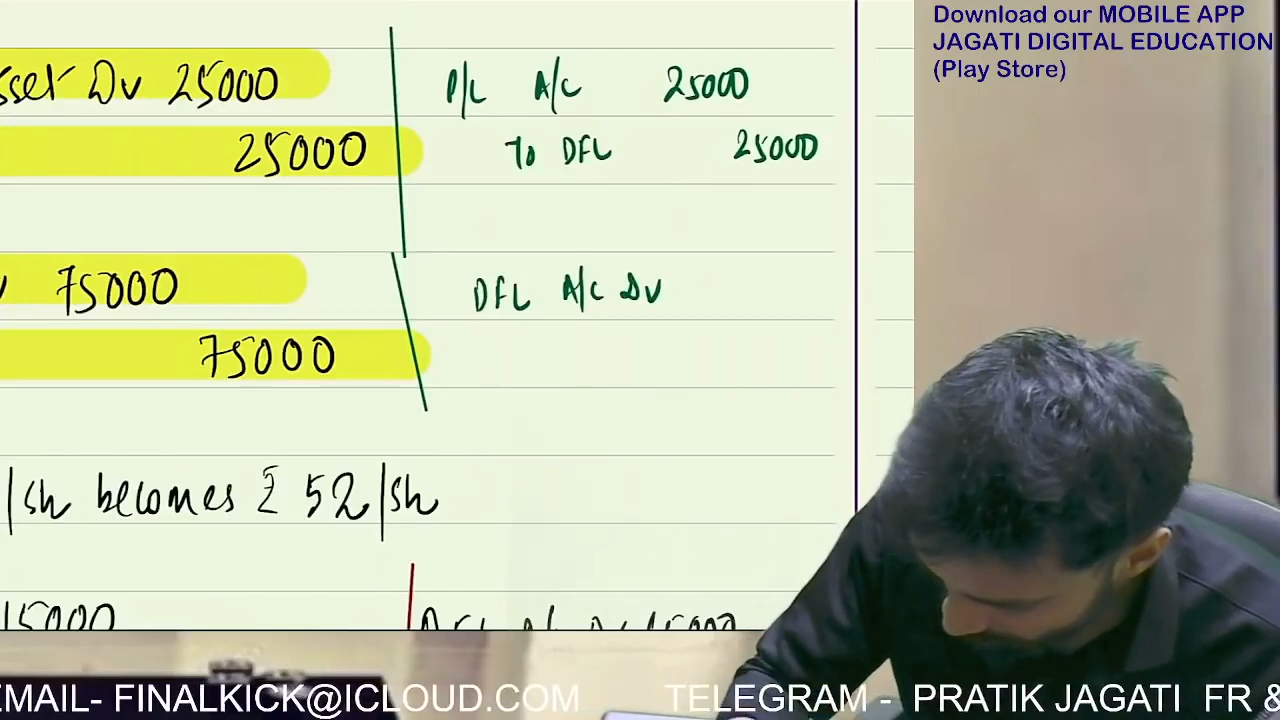 Download our MOBILE APP
JAGATI DIGITAL EDUCATION
(Play Store)
sset Dr 25000
25000
P/L A/C 25000
To DFL 25000
75000
75000
DFL A/C Dr
/sh becomes ₹ 52/sh
15000
EMAIL- FINALKICK@ICLOUD.COM TELEGRAM - PRATIK JAGATI FR &